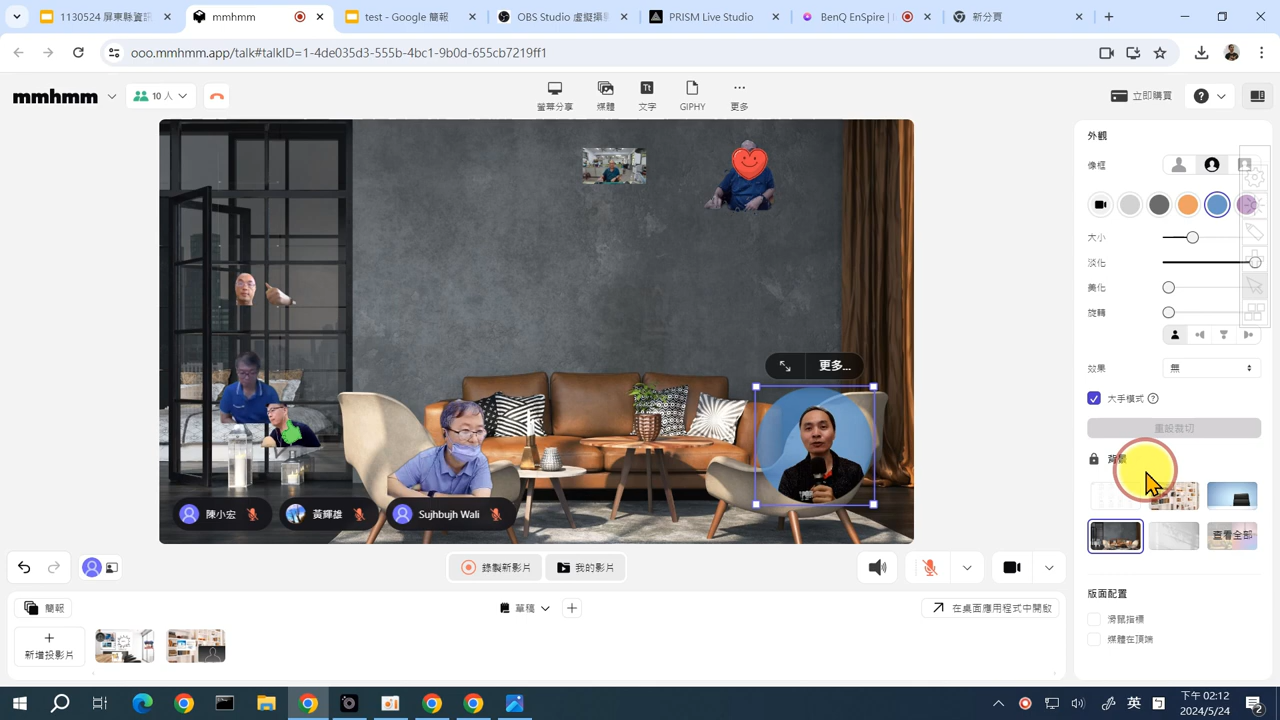 1130524 屏東縣資訊
mmhmm
test - Google 簡報
OBS Studio 虛擬攝影
PRISM Live Studio
BenQ EnSpire |
新分頁
ooo.mmhmm.app/talk#talkID=1-4de035d3-555b-4bc1-9b0d-655cb7219ff1
mmhmm
10 人
螢幕分享
媒體
Tt
文字
GIPHY
更多
立即購買
外觀
像框
大小
淡化
美化
旋轉
效果
無
大手模式
重設裁切
背景
查看全部
版面配置
滑鼠指標
媒體在頂端
更多...
陳小宏
黃輝雄
Sujhbujh Wali
錄製新影片
我的影片
簡報
草稿
在桌面應用程式中開啟
新增投影片
英
下午 02:12
2024/5/24
2